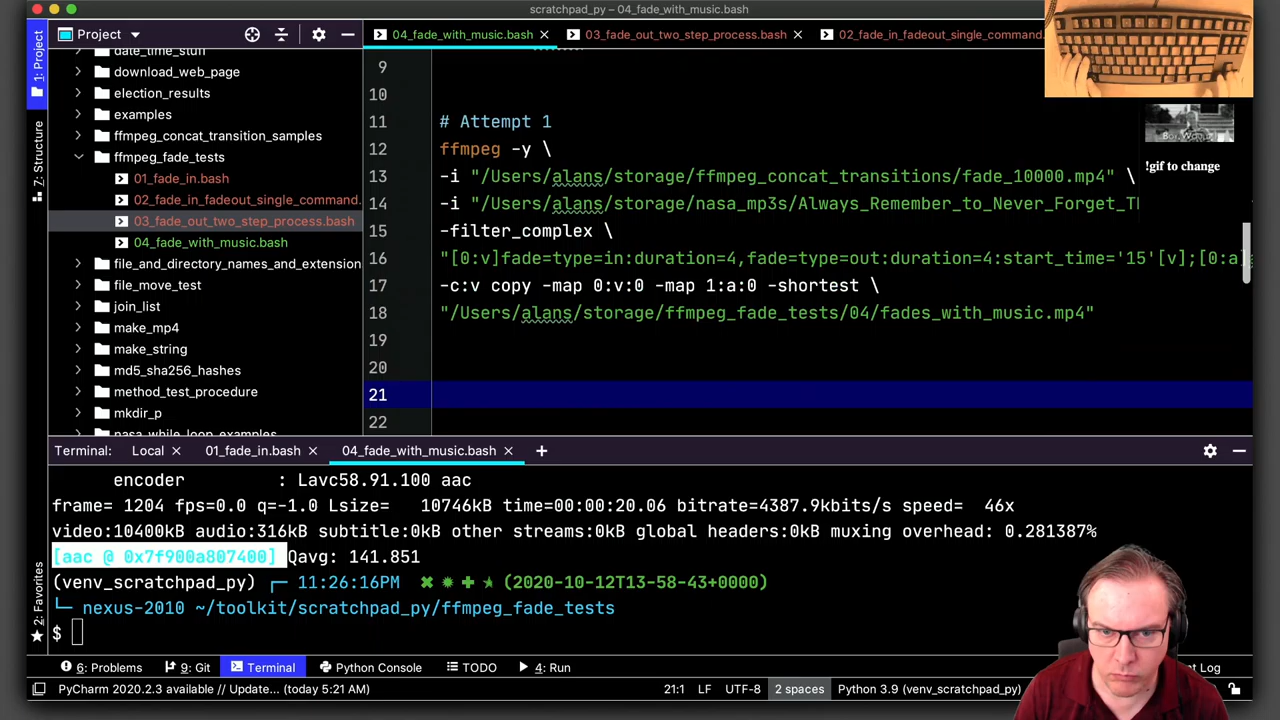 scratchpad_py – 04_fade_with_music.bash
Project
04_fade_with_music.bash
03_fade_out_two_step_process.bash
02_fade_in_fadeout_single_command.
1: Project
7: Structure
2: Favorites
date_time_stuff
download_web_page
election_results
examples
ffmpeg_concat_transition_samples
ffmpeg_fade_tests
01_fade_in.bash
02_fade_in_fadeout_single_command.
03_fade_out_two_step_process.bash
04_fade_with_music.bash
file_and_directory_names_and_extension
file_move_test
join_list
make_mp4
make_string
md5_sha256_hashes
method_test_procedure
mkdir_p
nasa_while_loop_examples
9
10
11 # Attempt 1
12 ffmpeg -y \
13 -i "/Users/alans/storage/ffmpeg_concat_transitions/fade_10000.mp4" \
14 -i "/Users/alans/storage/nasa_mp3s/Always_Remember_to_Never_Forget_T
15 -filter_complex \
16 "[0:v]fade=type=in:duration=4,fade=type=out:duration=4:start_time='15'[v];[0:a]
17 -c:v copy -map 0:v:0 -map 1:a:0 -shortest \
18 "/Users/alans/storage/ffmpeg_fade_tests/04/fades_with_music.mp4"
19
20
21
22
!gif to change
Terminal: Local 01_fade_in.bash 04_fade_with_music.bash
encoder : Lavc58.91.100 aac
frame= 1204 fps=0.0 q=-1.0 Lsize= 10746kB time=00:00:20.06 bitrate=4387.9kbits/s speed= 46x
video:10400kB audio:316kB subtitle:0kB other streams:0kB global headers:0kB muxing overhead: 0.281387%
[aac @ 0x7f900a807400] Qavg: 141.851
(venv_scratchpad_py) ┌─ 11:26:16PM ✖ ✹ ✚ ★ (2020-10-12T13-58-43+0000)
└─ nexus-2010 ~/toolkit/scratchpad_py/ffmpeg_fade_tests
$
6: Problems 9: Git Terminal Python Console TODO 4: Run t Log
PyCharm 2020.2.3 available // Update... (today 5:21 AM) 21:1 LF UTF-8 2 spaces Python 3.9 (venv_scratchpad_py)